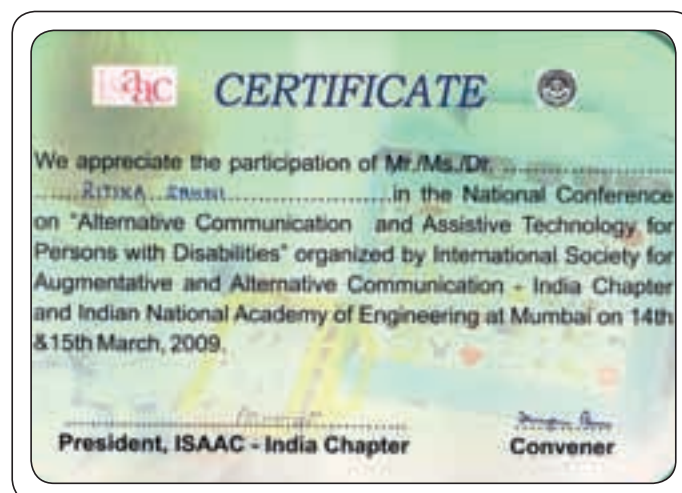 isaac CERTIFICATE
We appreciate the participation of Mr./Ms./Dr. ..............................
........RITIKA SAHNI..............................in the National Conference
on "Alternative Communication and Assistive Technology for
Persons with Disabilities" organized by International Society for
Augmentative and Alternative Communication - India Chapter
and Indian National Academy of Engineering at Mumbai on 14th
&15th March, 2009.
President, ISAAC - India Chapter Convener